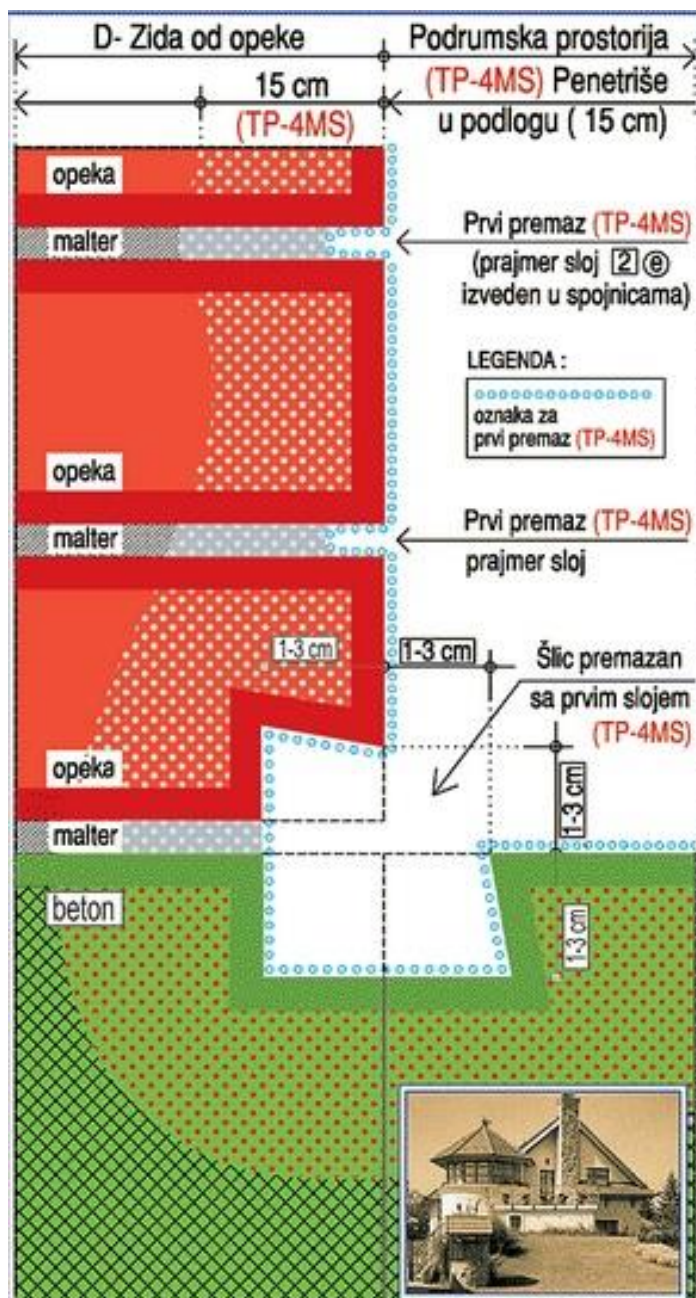 D- Zida od opeke
Podrumska prostorija
15 cm
(TP-4MS) Penetriše
(TP-4MS)
u podlogu ( 15 cm)
opeka
malter
Prvi premaz (TP-4MS)
(prajmer sloj 2 e
izveden u spojnicama)
LEGENDA :
oznaka za
prvi premaz (TP-4MS)
opeka
malter
Prvi premaz (TP-4MS)
prajmer sloj
1-3 cm
1-3 cm
Šlic premazan
sa prvim slojem
(TP-4MS)
opeka
1-3 cm
malter
beton
1-3 cm